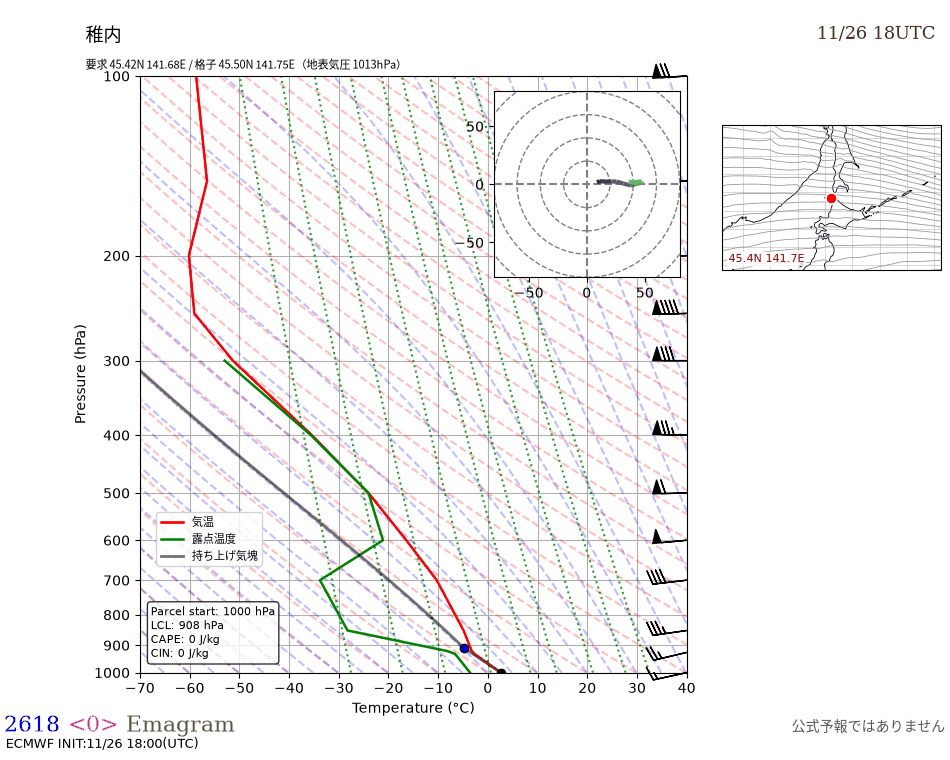 稚内
11/26 18UTC
要求 45.42N 141.68E / 格子 45.50N 141.75E（地表気圧 1013hPa）
100
200
300
400
500
600
700
800
900
1000
Pressure (hPa)
50
0
−50
−50 0 50
45.4N 141.7E
気温
露点温度
持ち上げ気塊
Parcel start: 1000 hPa
LCL: 908 hPa
CAPE: 0 J/kg
CIN: 0 J/kg
−70 −60 −50 −40 −30 −20 −10 0 10 20 30 40
Temperature (°C)
2618 <0> Emagram
公式予報ではありません
ECMWF INIT:11/26 18:00(UTC)